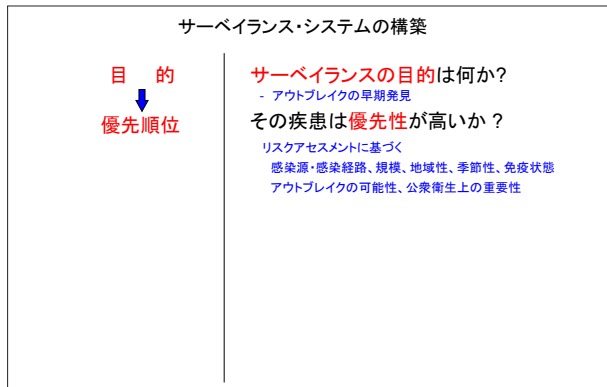 サーベイランス・システムの構築
目 的
サーベイランスの目的は何か?
- アウトブレイクの早期発見
優先順位
その疾患は優先性が高いか?
リスクアセスメントに基づく
感染源・感染経路、規模、地域性、季節性、免疫状態
アウトブレイクの可能性、公衆衛生上の重要性